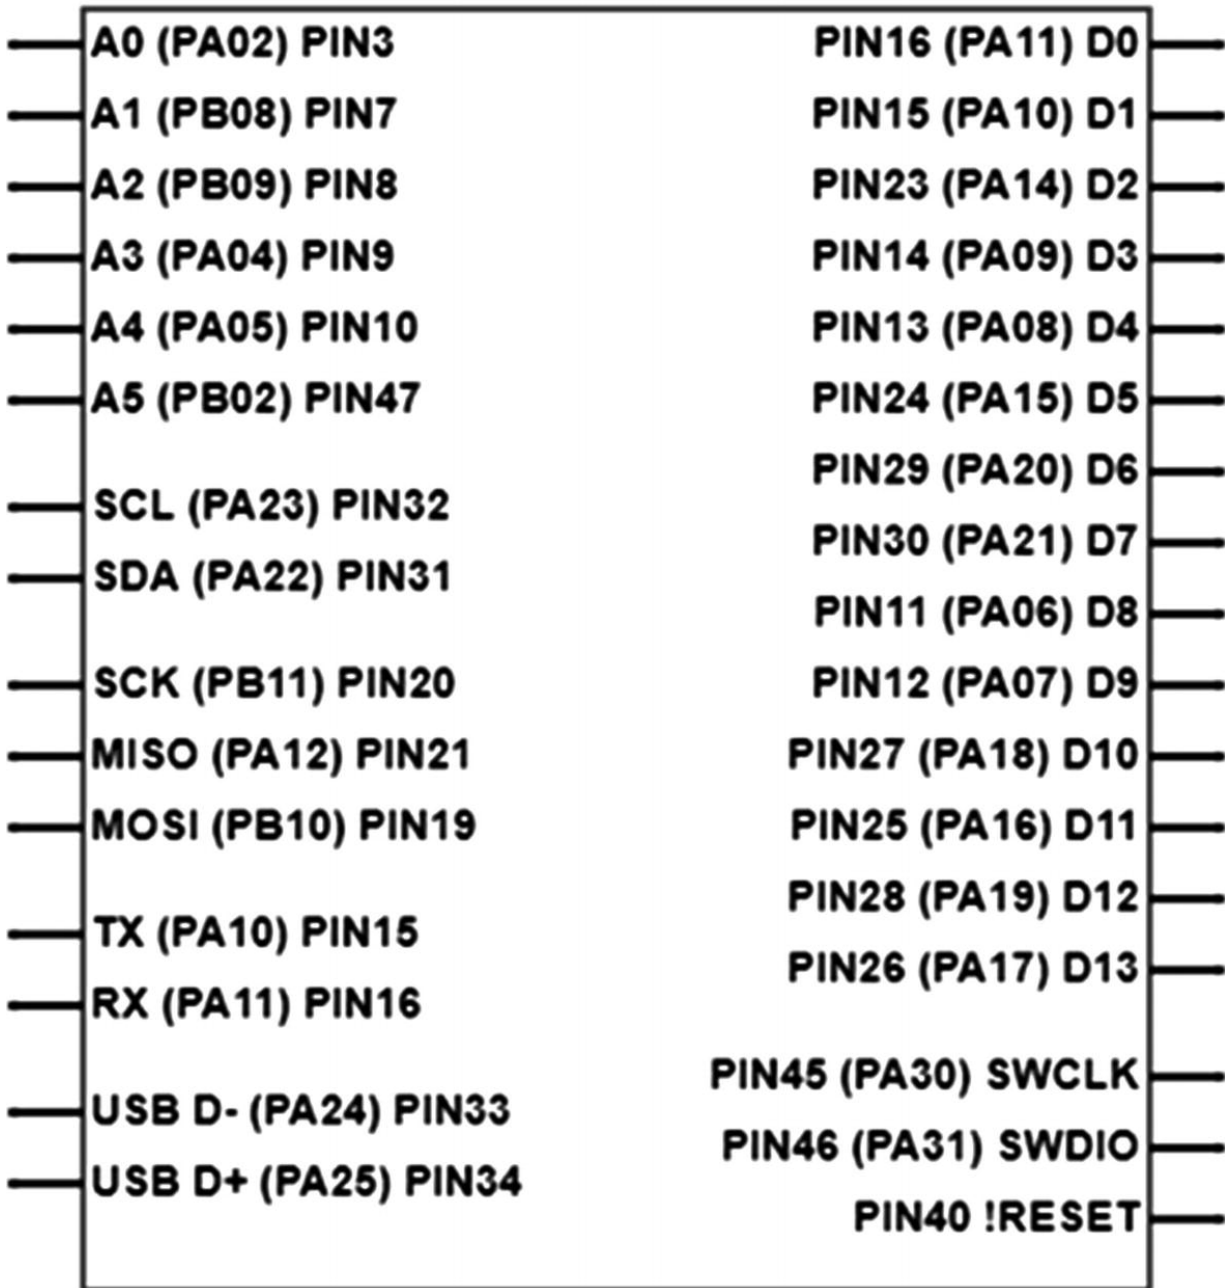 A0 (PA02) PIN3
A1 (PB08) PIN7
A2 (PB09) PIN8
A3 (PA04) PIN9
A4 (PA05) PIN10
A5 (PB02) PIN47
SCL (PA23) PIN32
SDA (PA22) PIN31
SCK (PB11) PIN20
MISO (PA12) PIN21
MOSI (PB10) PIN19
TX (PA10) PIN15
RX (PA11) PIN16
USB D- (PA24) PIN33
USB D+ (PA25) PIN34
PIN16 (PA11) D0
PIN15 (PA10) D1
PIN23 (PA14) D2
PIN14 (PA09) D3
PIN13 (PA08) D4
PIN24 (PA15) D5
PIN29 (PA20) D6
PIN30 (PA21) D7
PIN11 (PA06) D8
PIN12 (PA07) D9
PIN27 (PA18) D10
PIN25 (PA16) D11
PIN28 (PA19) D12
PIN26 (PA17) D13
PIN45 (PA30) SWCLK
PIN46 (PA31) SWDIO
PIN40 !RESET